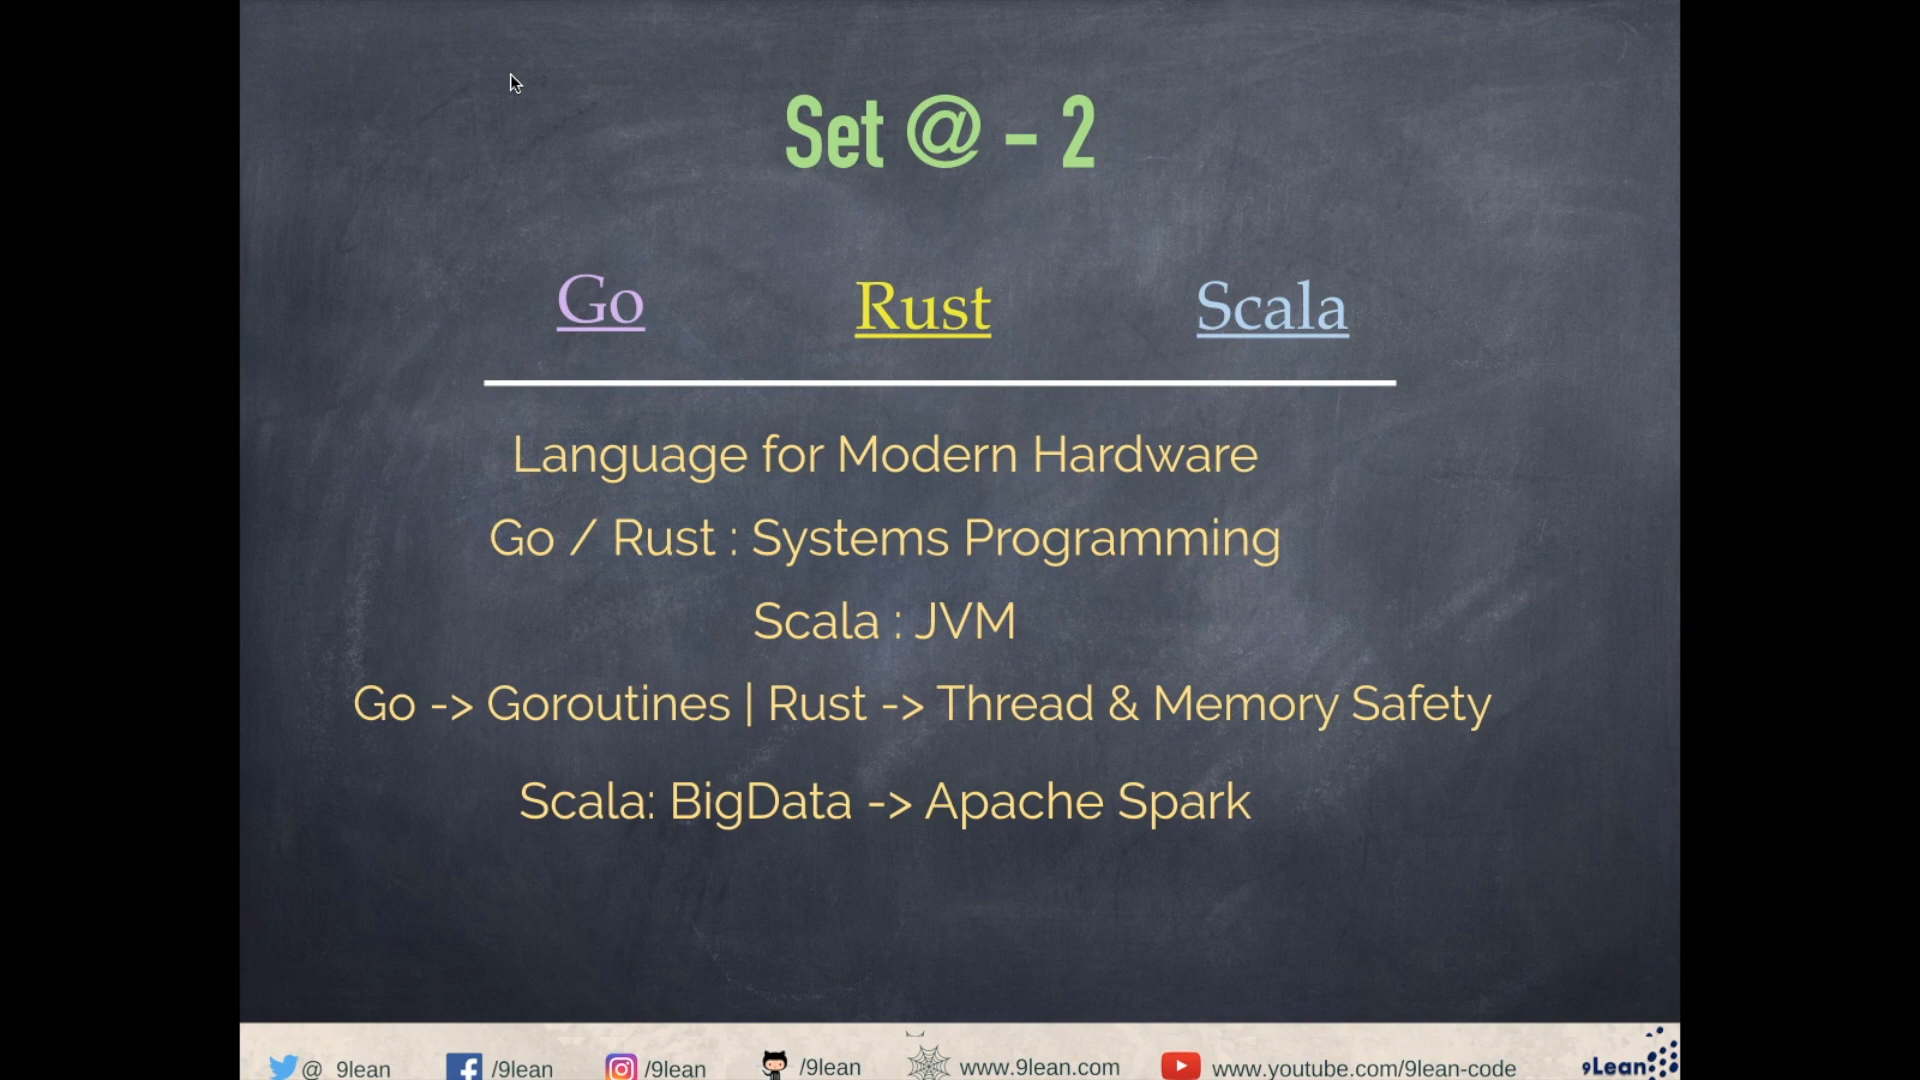 Set @ - 2
Go Rust Scala
Language for Modern Hardware
Go / Rust : Systems Programming
Scala : JVM
Go -> Goroutines | Rust -> Thread & Memory Safety
Scala: BigData -> Apache Spark
@ 9lean /9lean /9lean /9lean www.9lean.com www.youtube.com/9lean-code 9Lean